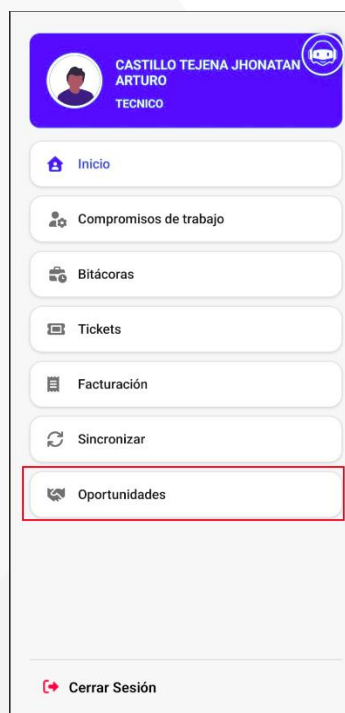 CASTILLO TEJENA JHONATAN
ARTURO
TECNICO
Inicio
Compromisos de trabajo
Bitácoras
Tickets
Facturación
Sincronizar
Oportunidades
Cerrar Sesión